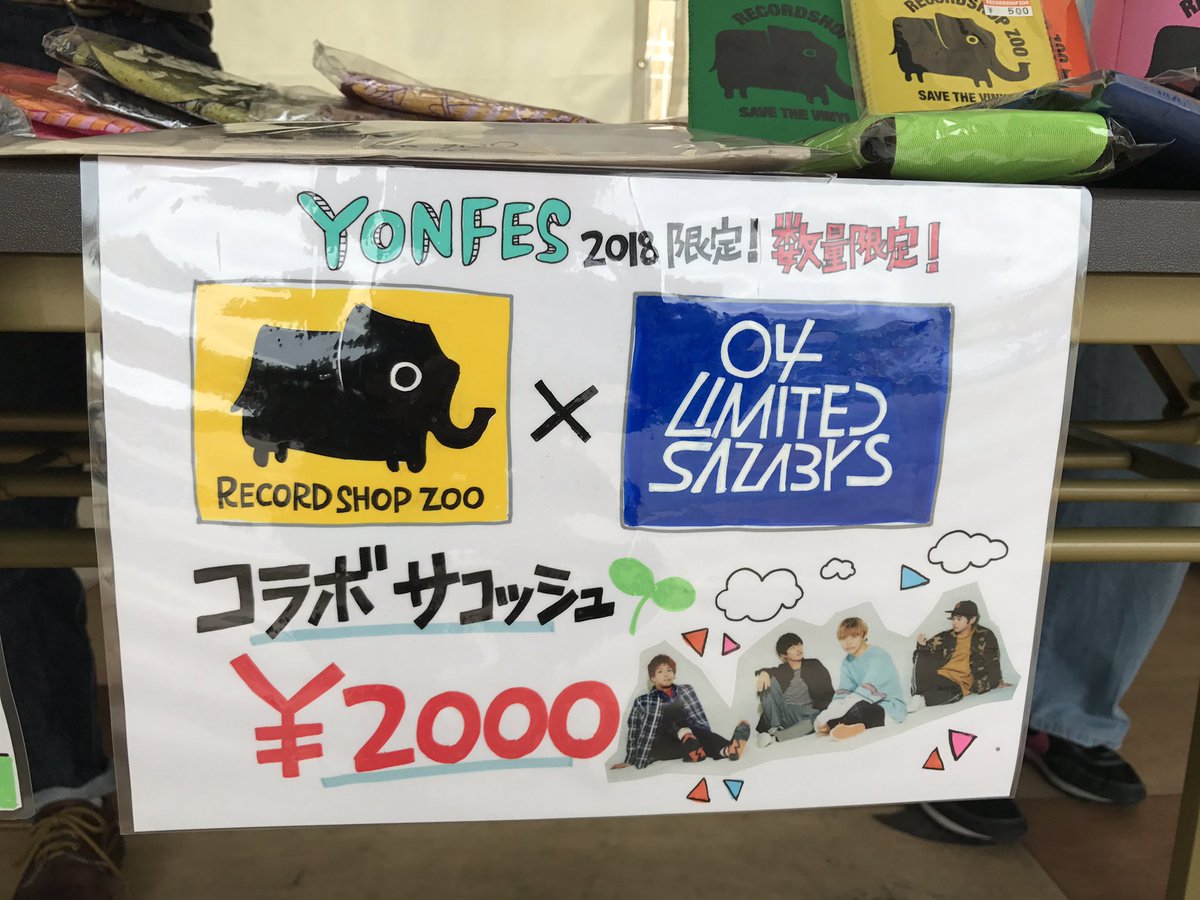 RECORDSHOP ZOO
SAVE THE VINYL
RECORDSHOP ZOO
¥ 500
SAVE THE VINYL
YONFES 2018 限定! 数量限定!
RECORD SHOP ZOO
×
04 LIMITED SAZABYS
コラボ サコッシュ
¥2000